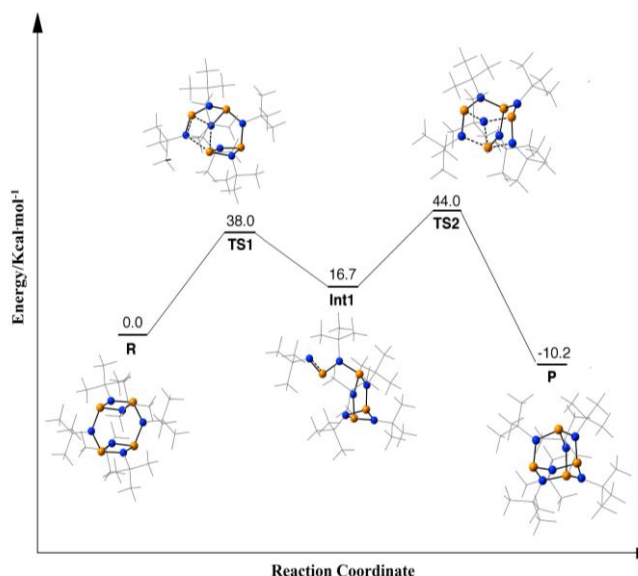 Energy/Kcal·mol⁻¹
38.0
TS1
44.0
TS2
16.7
Int1
0.0
R
-10.2
P
Reaction Coordinate